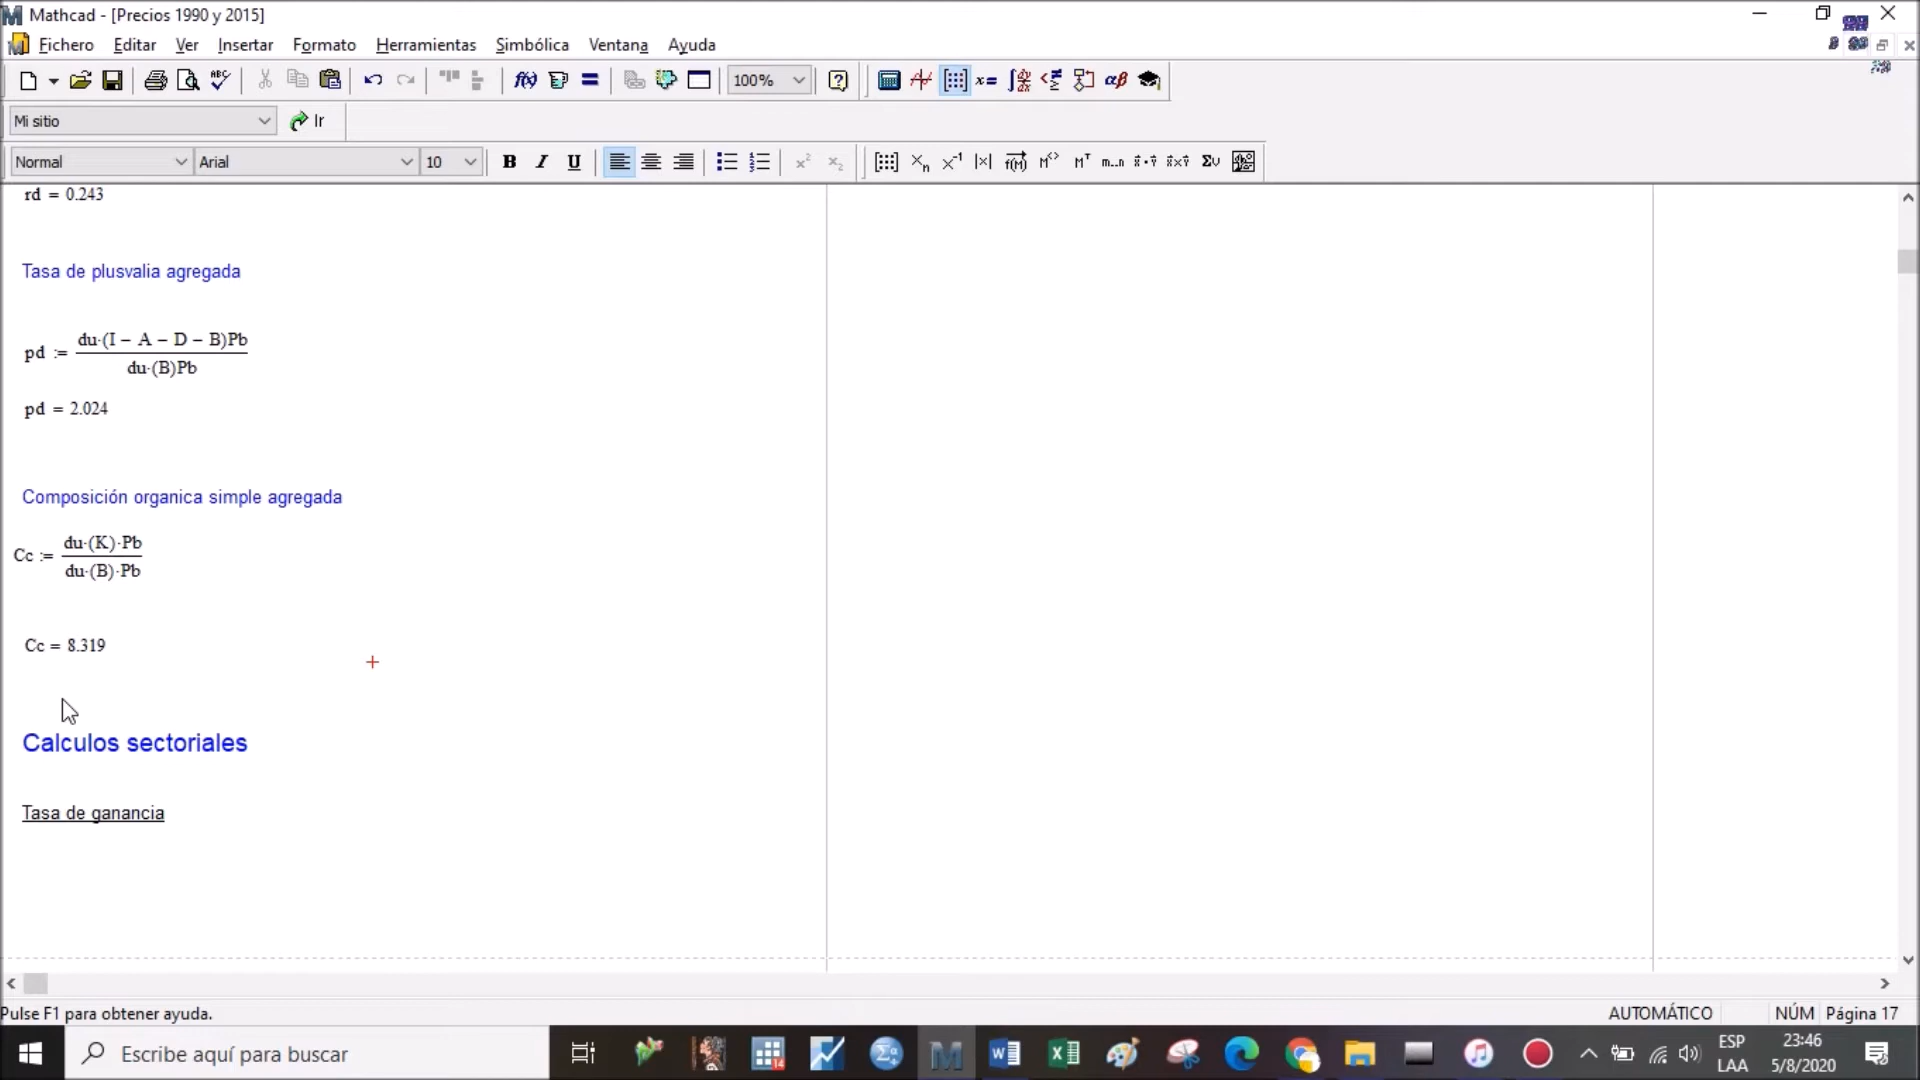 Mathcad - [Precios 1990 y 2015]
Fichero Editar Ver Insertar Formato Herramientas Simbólica Ventana Ayuda
100%
Mi sitio Ir
Normal Arial 10 B I U
rd = 0.243
Tasa de plusvalia agregada
pd := du·(I − A − D − B)Pb
du·(B)Pb
pd = 2.024
Composición organica simple agregada
Cc := du·(K)·Pb
du·(B)·Pb
Cc = 8.319
Calculos sectoriales
Tasa de ganancia
Pulse F1 para obtener ayuda. AUTOMÁTICO NÚM Página 17
Escribe aquí para buscar
ESP 23:46
LAA 5/8/2020